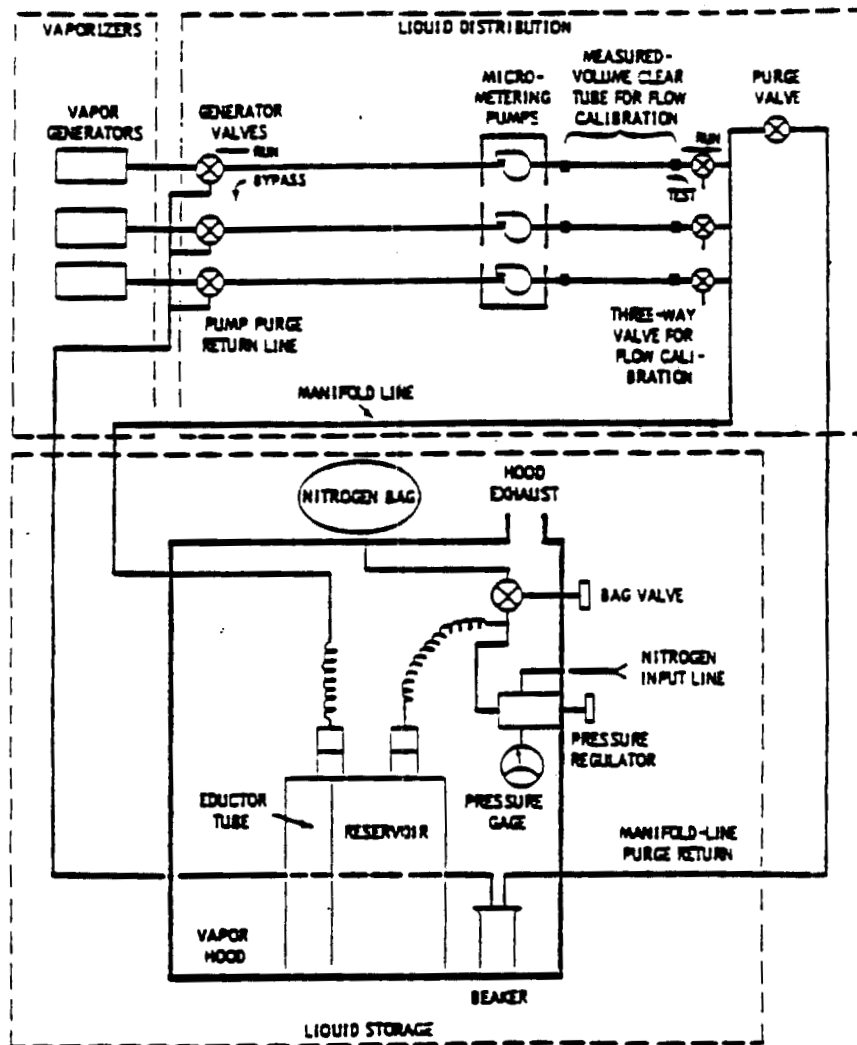 VAPORIZERS
LIQUID DISTRIBUTION
VAPOR
GENERATORS
GENERATOR
VALVES
RUN
BYPASS
MICRO-
METERING
PUMPS
MEASURED-
VOLUME CLEAR
TUBE FOR FLOW
CALIBRATION
PURGE
VALVE
RUN
TEST
PUMP PURGE
RETURN LINE
THREE-WAY
VALVE FOR
FLOW CALI-
BRATION
MANIFOLD LINE
NITROGEN BAG
HOOD
EXHAUST
BAG VALVE
NITROGEN
INPUT LINE
PRESSURE
REGULATOR
PRESSURE
GAGE
EDUCTOR
TUBE
RESERVOIR
MANIFOLD-LINE
PURGE RETURN
VAPOR
HOOD
BEAKER
LIQUID STORAGE